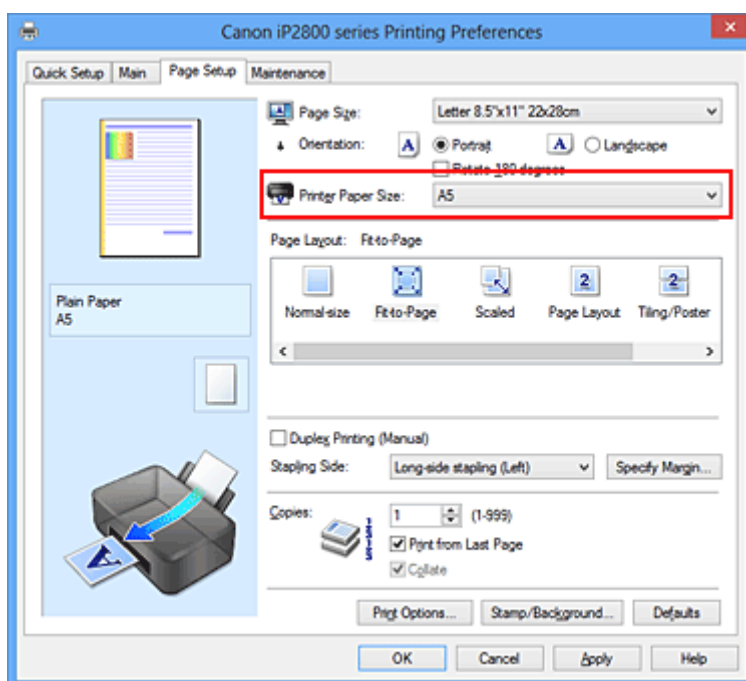 Canon iP2800 series Printing Preferences
Quick Setup Main Page Setup Maintenance
Page Size: Letter 8.5"x11" 22x28cm
Orientation: A Portrait A Landscape
Rotate 180 degrees
Printer Paper Size: A5
Page Layout: Fit-to-Page
Normal-size Fit-to-Page Scaled Page Layout Tiling/Poster
Plain Paper
A5
Duplex Printing (Manual)
Stapling Side: Long-side stapling (Left) Specify Margin...
Copies: 1 (1-999)
Print from Last Page
Collate
Print Options... Stamp/Background... Defaults
OK Cancel Apply Help